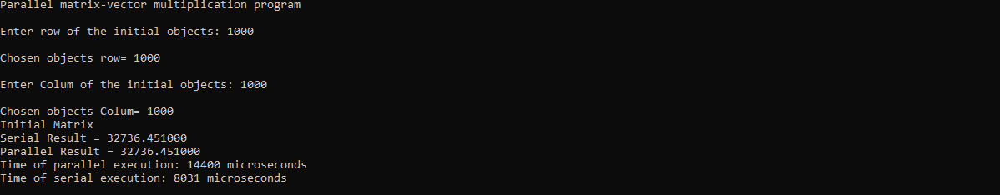 Parallel matrix-vector multiplication program
Enter row of the initial objects: 1000
Chosen objects row= 1000
Enter Colum of the initial objects: 1000
Chosen objects Colum= 1000
Initial Matrix
Serial Result = 32736.451000
Parallel Result = 32736.451000
Time of parallel execution: 14400 microseconds
Time of serial execution: 8031 microseconds